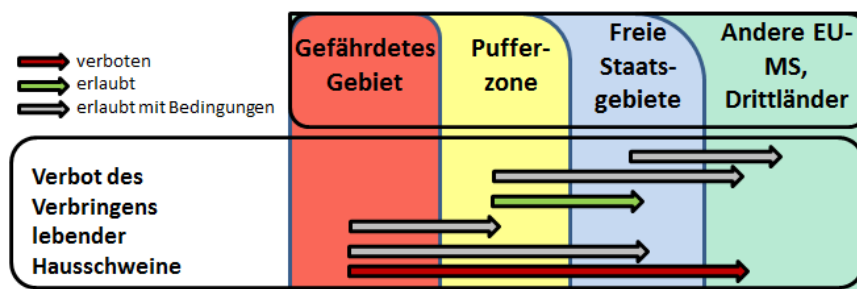 Gefährdetes
Gebiet
Puffer-
zone
Freie
Staats-
gebiete
Andere EU-
MS,
Drittländer
verboten
erlaubt
erlaubt mit Bedingungen
Verbot des
Verbringens
lebender
Hausschweine